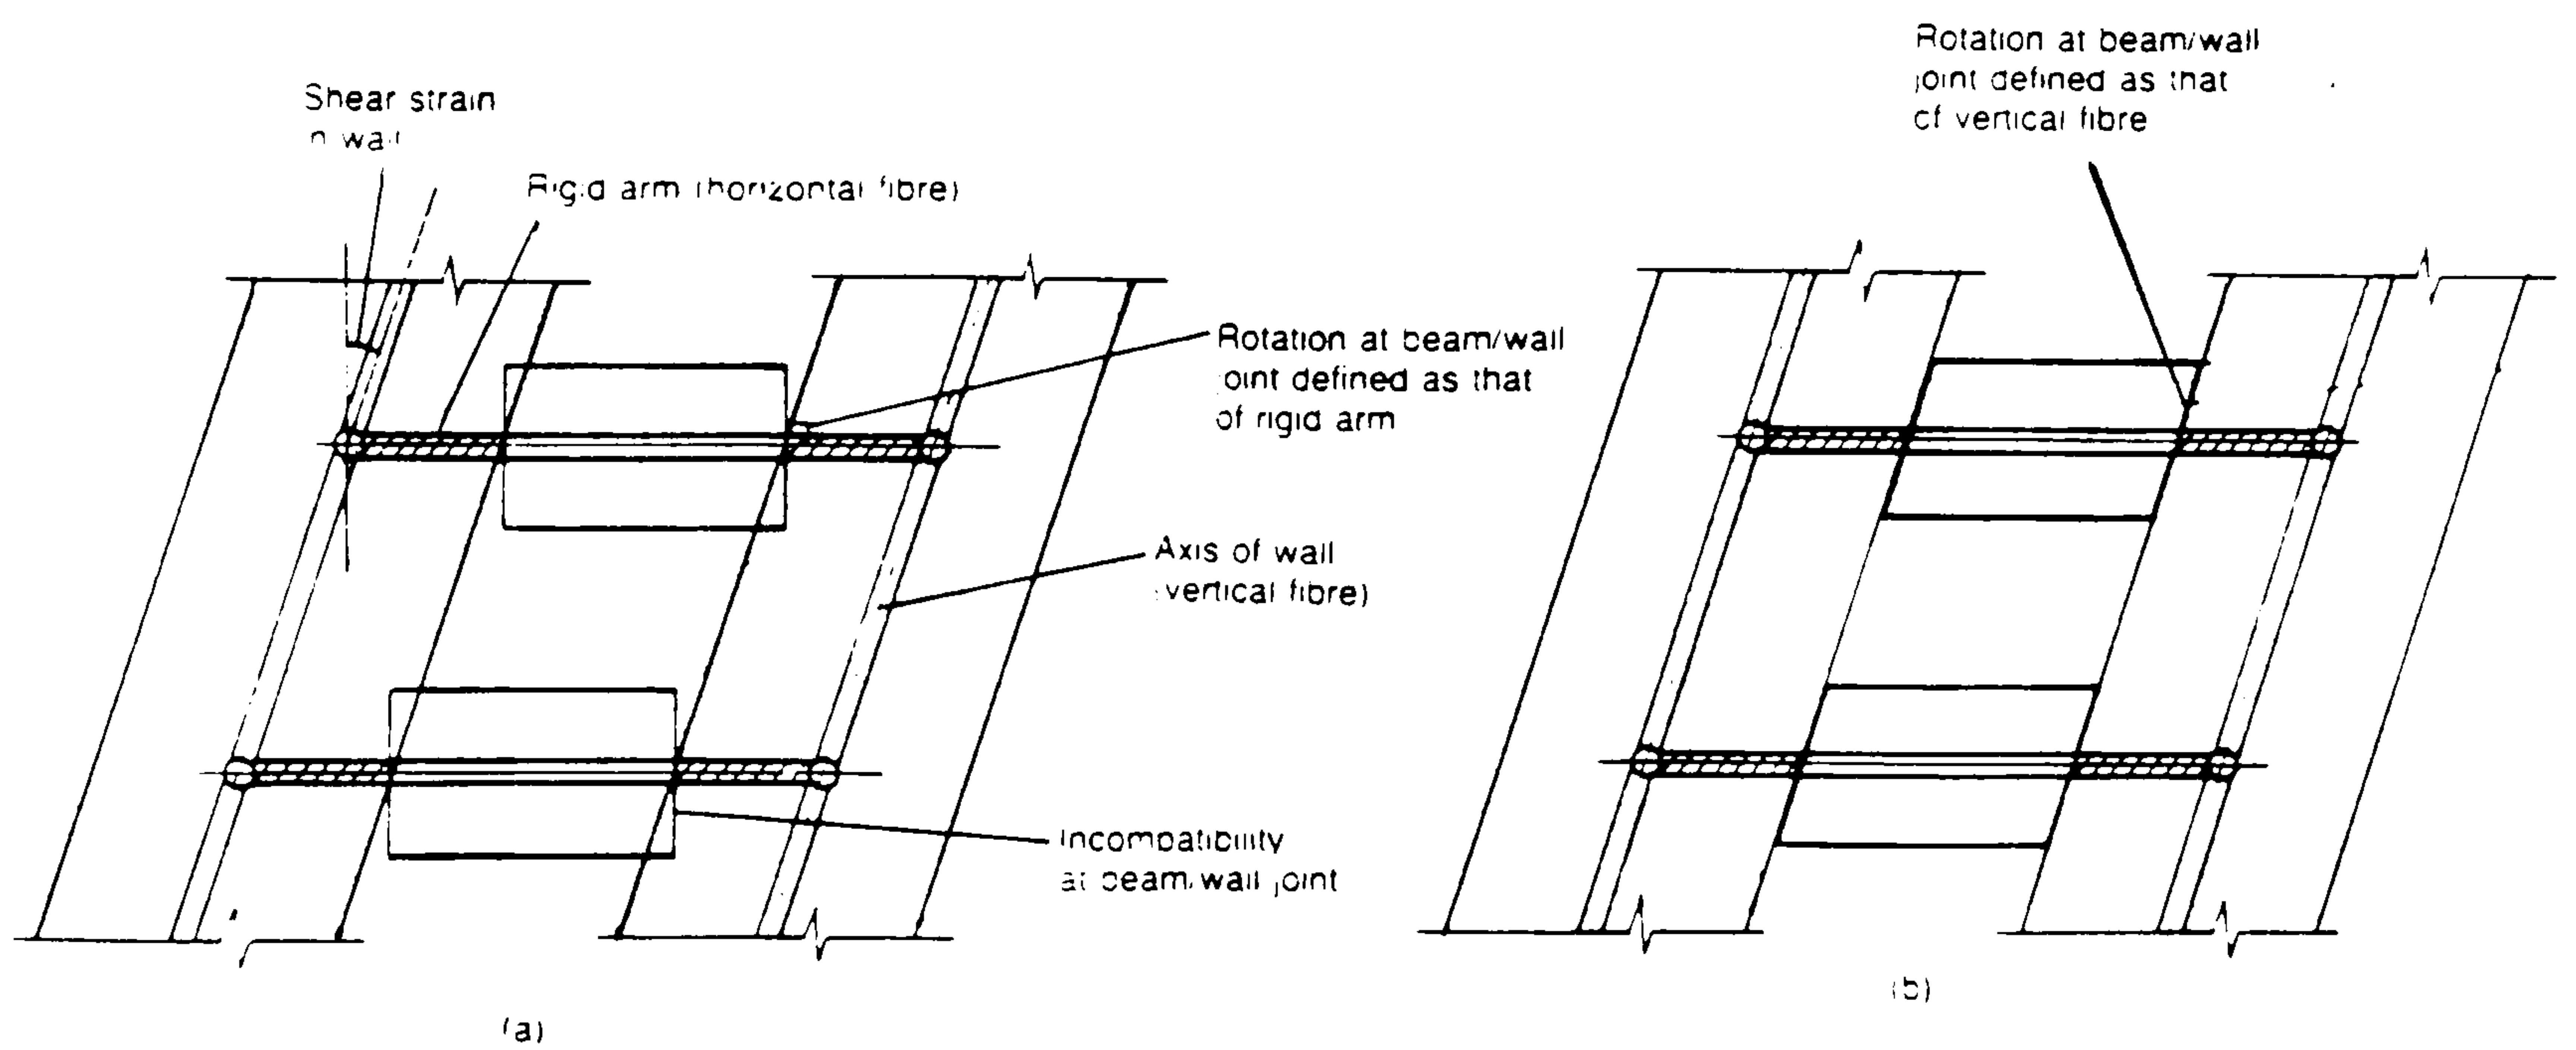 Shear strain
in wall
Rigid arm (horizontal fibre)
Rotation at beam/wall
joint defined as that
of rigid arm
Axis of wall
(vertical fibre)
Incompatibility
at beam/wall joint
(a)
Rotation at beam/wall
joint defined as that
of vertical fibre
(b)